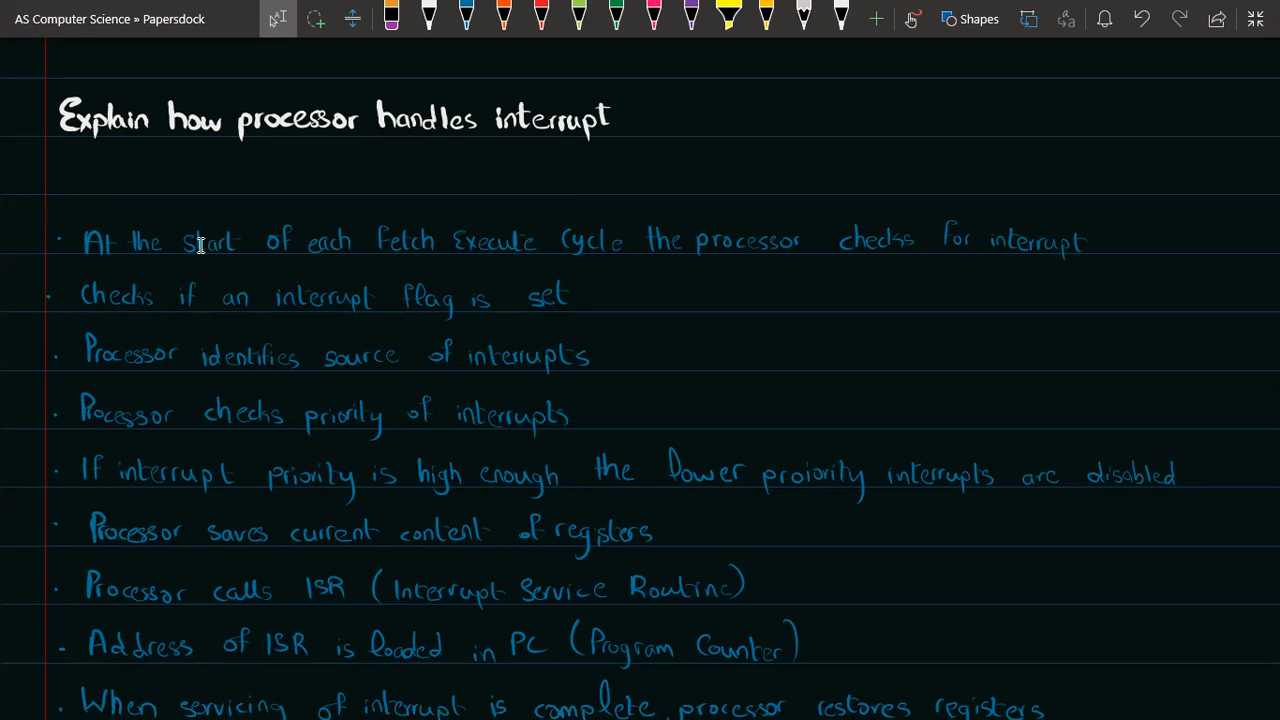 AS Computer Science » Papersdock
Shapes
Explain how processor handles interrupt
· At the start of each Fetch Execute Cycle the processor checks for interrupt
· Checks if an interrupt flag is set
· Processor identifies source of interrupts
· Processor checks priority of interrupts
· If interrupt priority is high enough the lower proiority interrupts are disabled
· Processor saves current content of registers
· Processor calls ISR (Interrupt Service Routine)
· Address of ISR is loaded in PC (Program Counter)
· When servicing of interrupt is complete processor restores registers